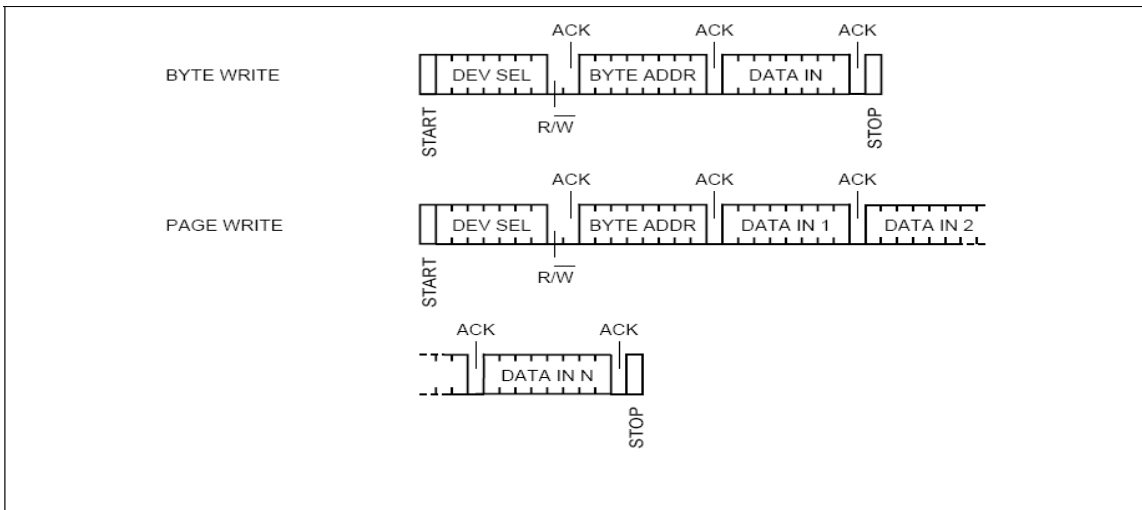 ACK ACK ACK
BYTE WRITE DEV SEL BYTE ADDR DATA IN
START R/W̅ STOP
ACK ACK ACK
PAGE WRITE DEV SEL BYTE ADDR DATA IN 1 DATA IN 2
START R/W̅
ACK ACK
DATA IN N
STOP